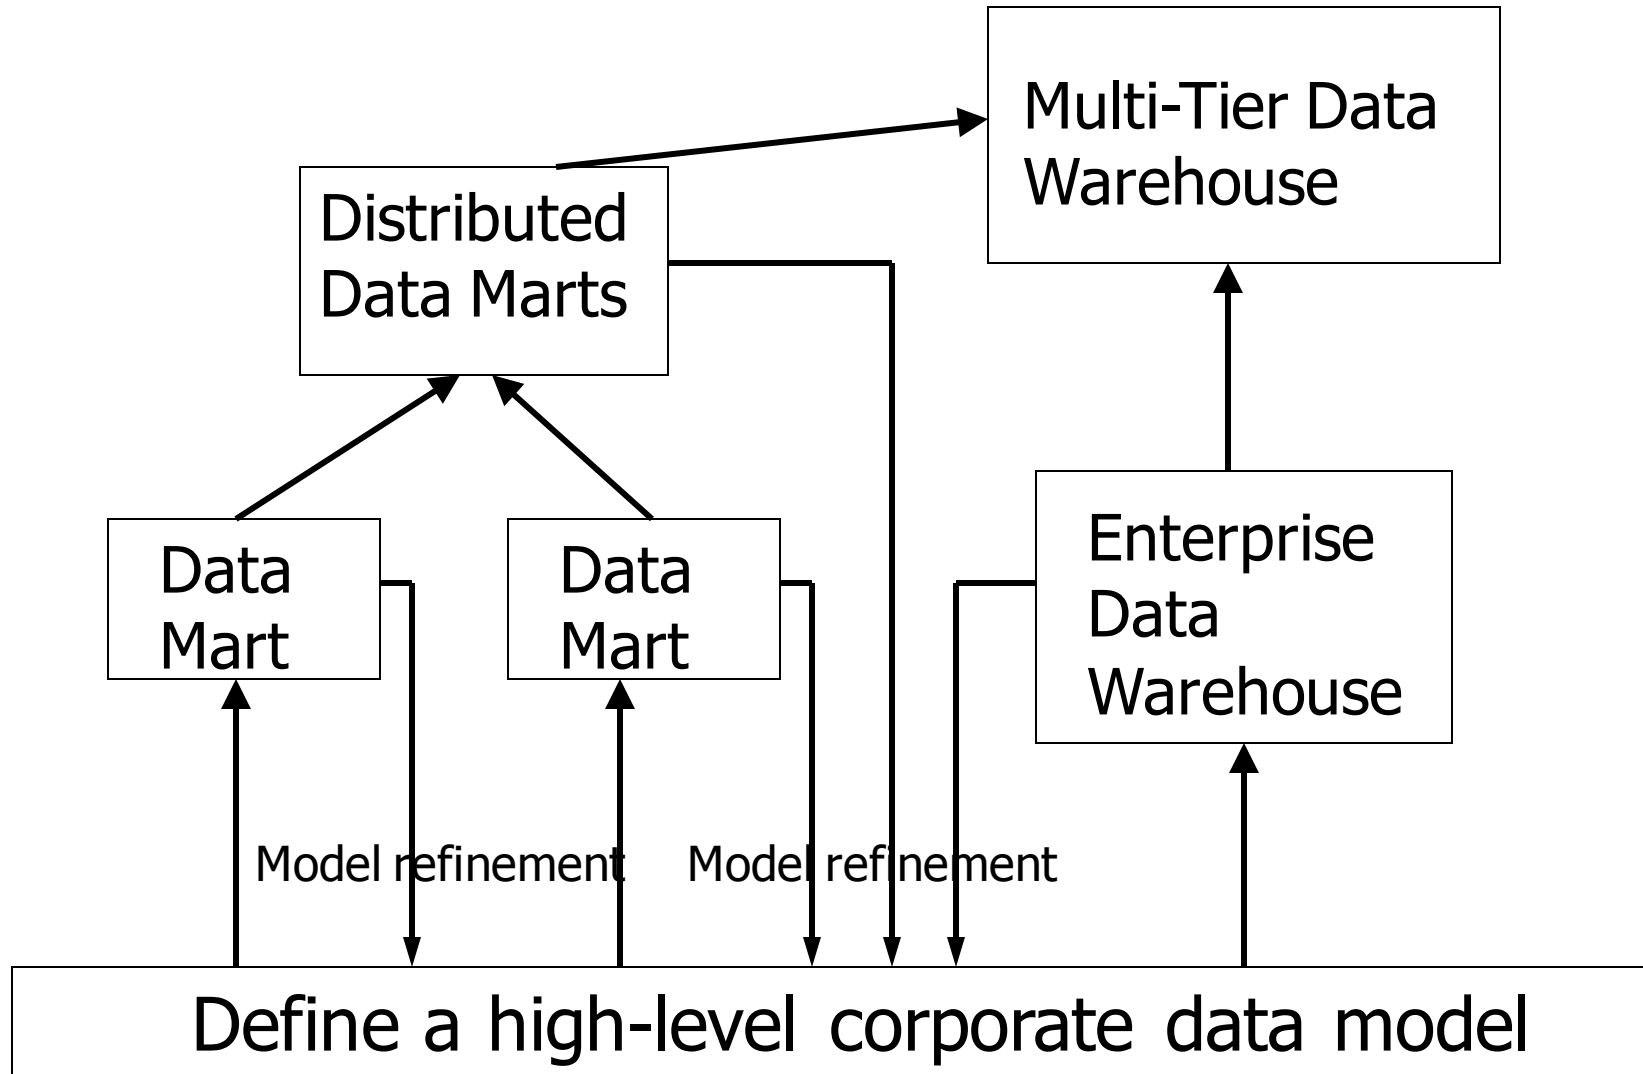 Multi-Tier Data
Warehouse
Distributed
Data Marts
Data
Mart
Data
Mart
Enterprise
Data
Warehouse
Model refinement
Model refinement
Define a high-level corporate data model